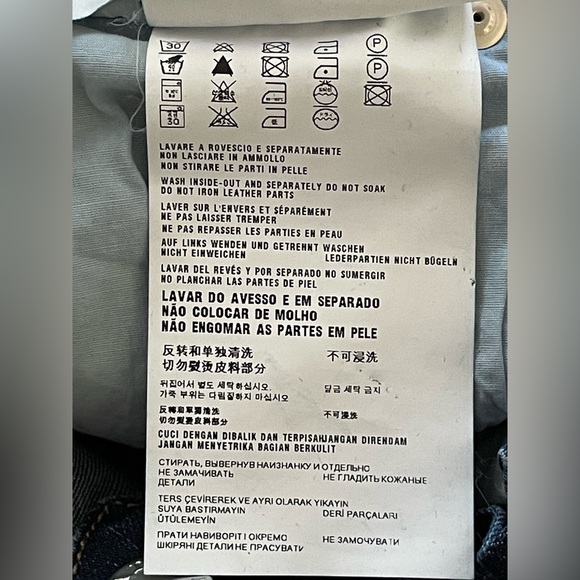 30
P
P
30
LAVARE A ROVESCIO E SEPARATAMENTE
NON LASCIARE IN AMMOLLO
NON STIRARE LE PARTI IN PELLE
WASH INSIDE-OUT AND SEPARATELY DO NOT SOAK
DO NOT IRON LEATHER PARTS
LAVER SUR L'ENVERS ET SÉPARÉMENT
NE PAS LAISSER TREMPER
NE PAS REPASSER LES PARTIES EN PEAU
AUF LINKS WENDEN UND GETRENNT WASCHEN
NICHT EINWEICHEN LEDERPARTIEN NICHT BÜGELN
LAVAR DEL REVÉS Y POR SEPARADO NO SUMERGIR
NO PLANCHAR LAS PARTES DE PIEL
LAVAR DO AVESSO E EM SEPARADO
NÃO COLOCAR DE MOLHO
NÃO ENGOMAR AS PARTES EM PELE
反转和单独清洗 不可浸洗
切勿熨烫皮料部分
뒤집어서 별도 세탁하십시오. 담금 세탁 금지
가죽 부위는 다림질하지 마십시오
反轉和單獨清洗 不可浸洗
切勿熨燙皮料部分
CUCI DENGAN DIBALIK DAN TERPISAHJANGAN DIRENDAM
JANGAN MENYETRIKA BAGIAN BERKULIT
СТИРАТЬ, ВЫВЕРНУВ НАИЗНАНКУ И ОТДЕЛЬНО
НЕ ЗАМАЧИВАТЬ НЕ ГЛАДИТЬ КОЖАНЫЕ
ДЕТАЛИ
TERS ÇEVİREREK VE AYRI OLARAK YIKAYIN
SUYA BASTIRMAYIN DERİ PARÇALARI
ÜTÜLEMEYİN
ПРАТИ НАВИВОРІТ І ОКРЕМО НЕ ЗАМОЧУВАТИ
ШКІРЯНІ ДЕТАЛІ НЕ ПРАСУВАТИ